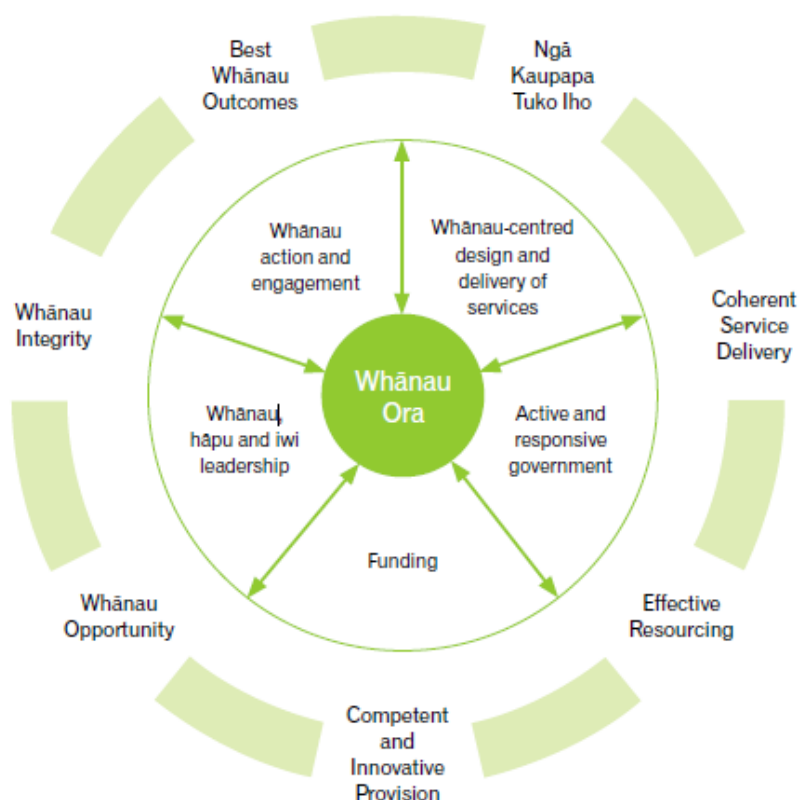 Best
Whānau
Outcomes
Ngā
Kaupapa
Tuko Iho
Whānau
action and
engagement
Whānau-centred
design and
delivery of
services
Whānau
Integrity
Coherent
Service
Delivery
Whānau
Ora
Whānau,
hāpu and iwi
leadership
Active and
responsive
government
Funding
Whānau
Opportunity
Effective
Resourcing
Competent
and
Innovative
Provision